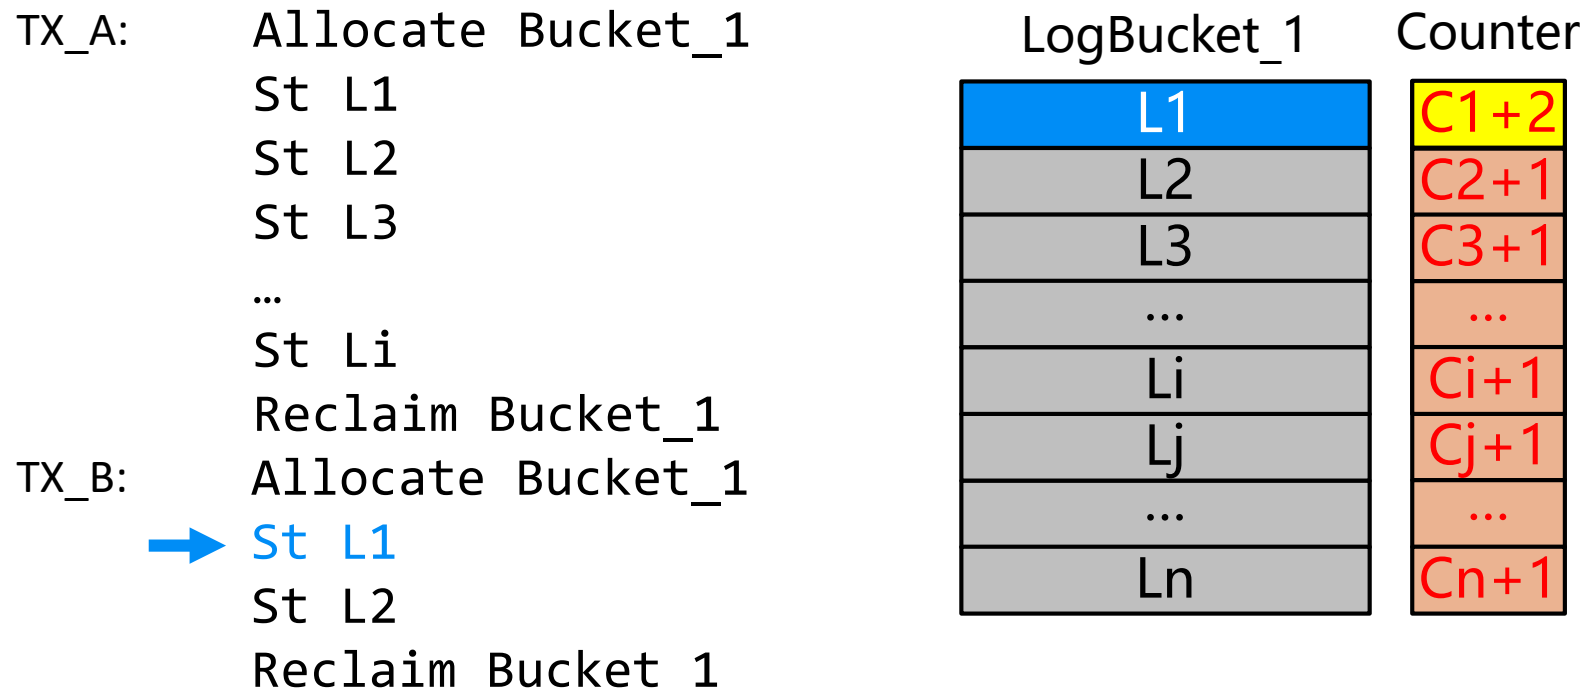 TX_A: Allocate Bucket_1
St L1
St L2
St L3
…
St Li
Reclaim Bucket_1
TX_B: Allocate Bucket_1
St L1
St L2
Reclaim Bucket 1
LogBucket_1 Counter
L1 C1+2
L2 C2+1
L3 C3+1
... ...
Li Ci+1
Lj Cj+1
... ...
Ln Cn+1